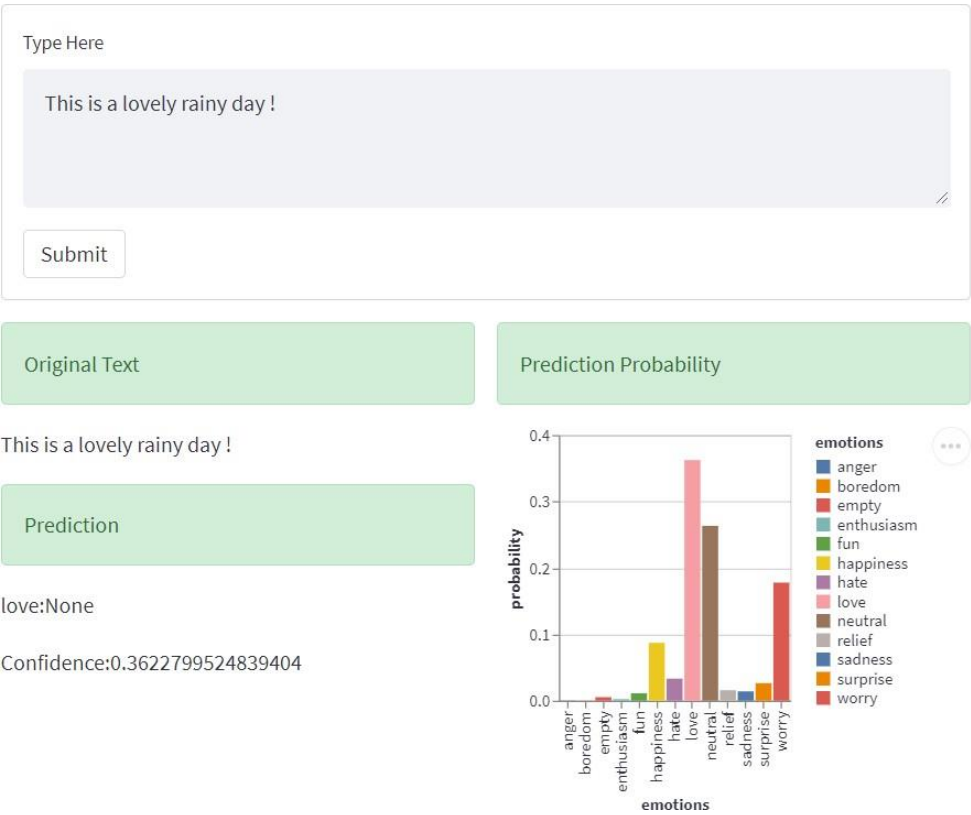 Type Here
This is a lovely rainy day !
Submit
Original Text
This is a lovely rainy day !
Prediction
love:None
Confidence:0.3622799524839404
Prediction Probability
0.4
0.3
0.2
0.1
0.0
probability
anger
boredom
empty
enthusiasm
fun
happiness
hate
love
neutral
relief
sadness
surprise
worry
emotions
emotions
anger
boredom
empty
enthusiasm
fun
happiness
hate
love
neutral
relief
sadness
surprise
worry